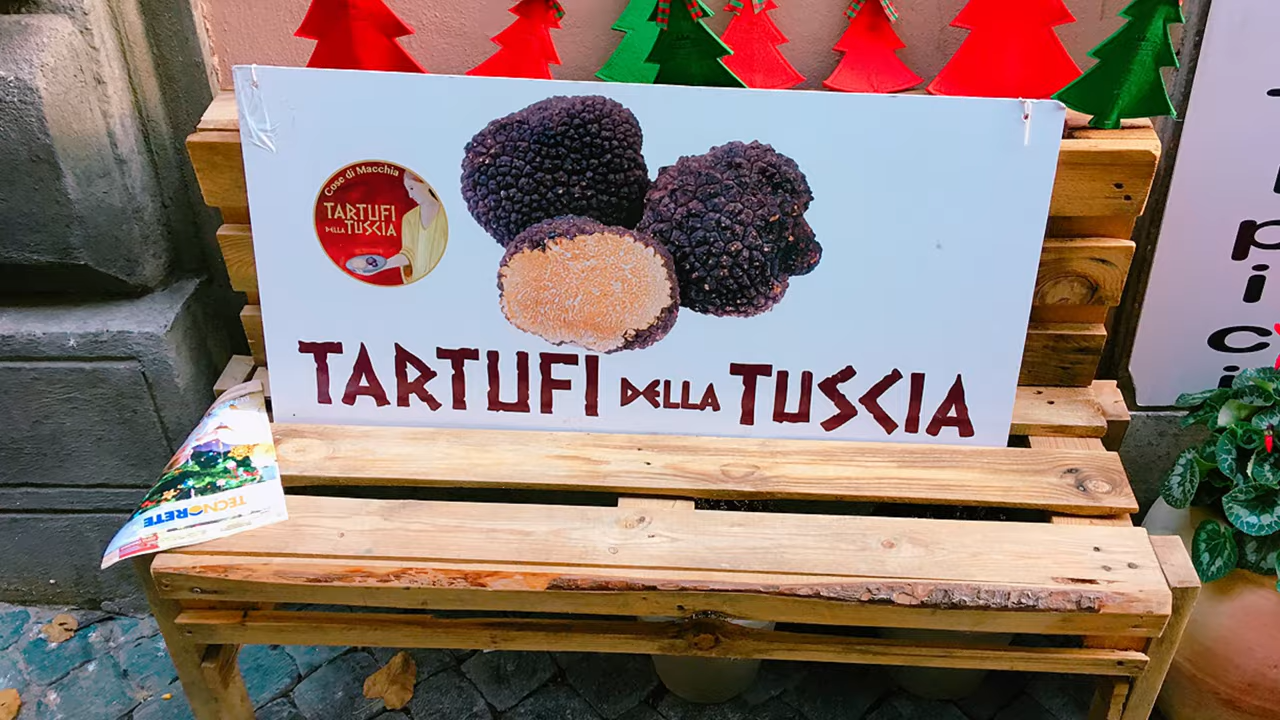 Cose di Macchia
TARTUFI
DELLA TUSCIA
TARTUFI DELLA TUSCIA
TECNORETE
T
i
p
i
c
i